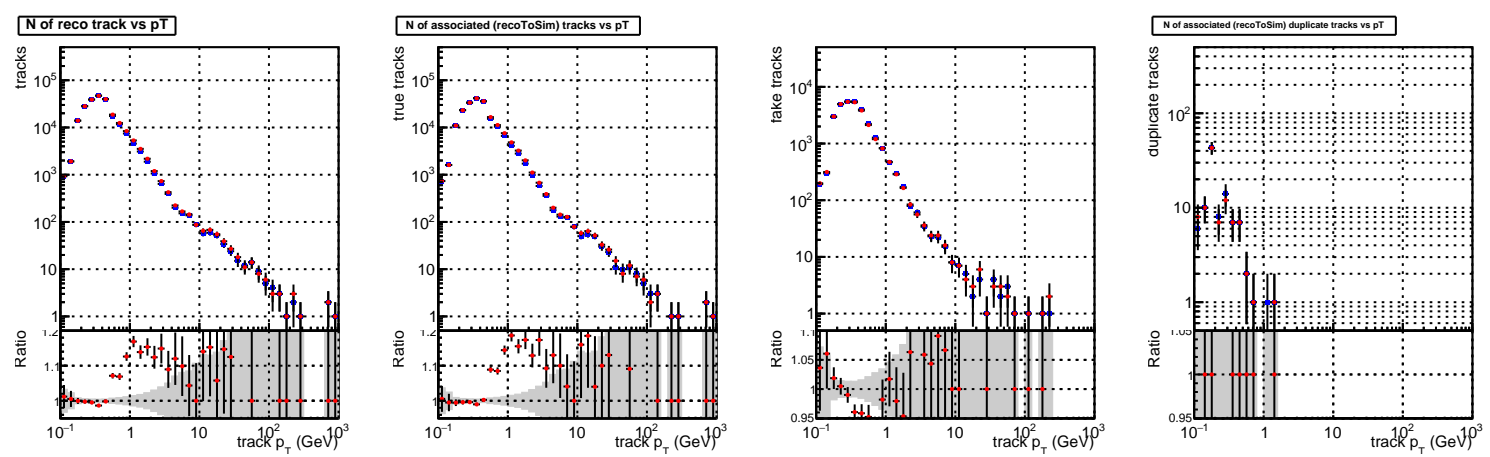 N of reco track vs pT
tracks
10^5
10^4
10^3
10^2
10
1
Ratio
1.2
1.1
1
10^-1 1 10 10^2 10^3
track p_T (GeV)
N of associated (recoToSim) tracks vs pT
true tracks
10^5
10^4
10^3
10^2
10
1
Ratio
1.2
1.1
1
10^-1 1 10 10^2 10^3
track p_T (GeV)
fake tracks
10^4
10^3
10^2
10
1
Ratio
1.1
1.05
1
0.95
10^-1 1 10 10^2 10^3
track p_T (GeV)
N of associated (recoToSim) duplicate tracks vs pT
duplicate tracks
10^2
10
1
Ratio
1.05
1
0.95
10^-1 1 10 10^2 10^3
track p_T (GeV)